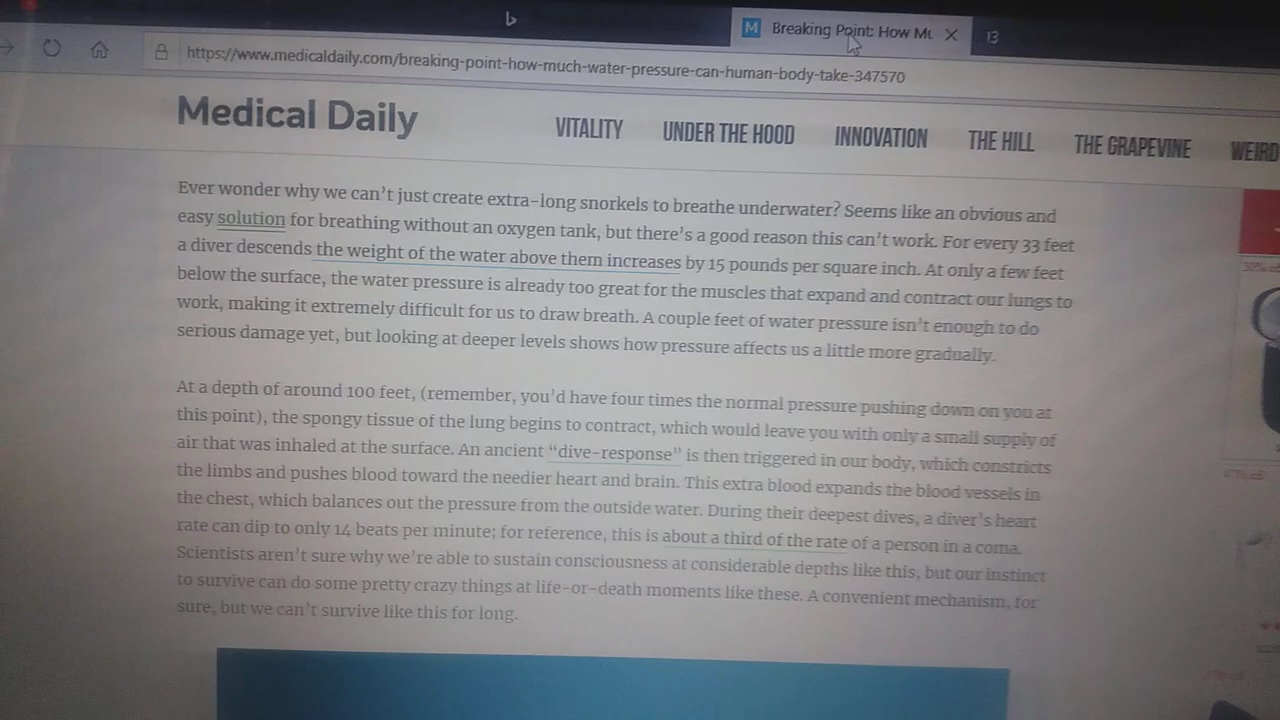 Breaking Point: How Mu
13
https://www.medicaldaily.com/breaking-point-how-much-water-pressure-can-human-body-take-347570
Medical Daily
VITALITY UNDER THE HOOD INNOVATION THE HILL THE GRAPEVINE WEIRD
Ever wonder why we can't just create extra-long snorkels to breathe underwater? Seems like an obvious and
easy solution for breathing without an oxygen tank, but there's a good reason this can't work. For every 33 feet
a diver descends the weight of the water above them increases by 15 pounds per square inch. At only a few feet
below the surface, the water pressure is already too great for the muscles that expand and contract our lungs to
work, making it extremely difficult for us to draw breath. A couple feet of water pressure isn't enough to do
serious damage yet, but looking at deeper levels shows how pressure affects us a little more gradually.
At a depth of around 100 feet, (remember, you'd have four times the normal pressure pushing down on you at
this point), the spongy tissue of the lung begins to contract, which would leave you with only a small supply of
air that was inhaled at the surface. An ancient “dive-response” is then triggered in our body, which constricts
the limbs and pushes blood toward the needier heart and brain. This extra blood expands the blood vessels in
the chest, which balances out the pressure from the outside water. During their deepest dives, a diver's heart
rate can dip to only 14 beats per minute; for reference, this is about a third of the rate of a person in a coma.
Scientists aren't sure why we're able to sustain consciousness at considerable depths like this, but our instinct
to survive can do some pretty crazy things at life-or-death moments like these. A convenient mechanism, for
sure, but we can't survive like this for long.